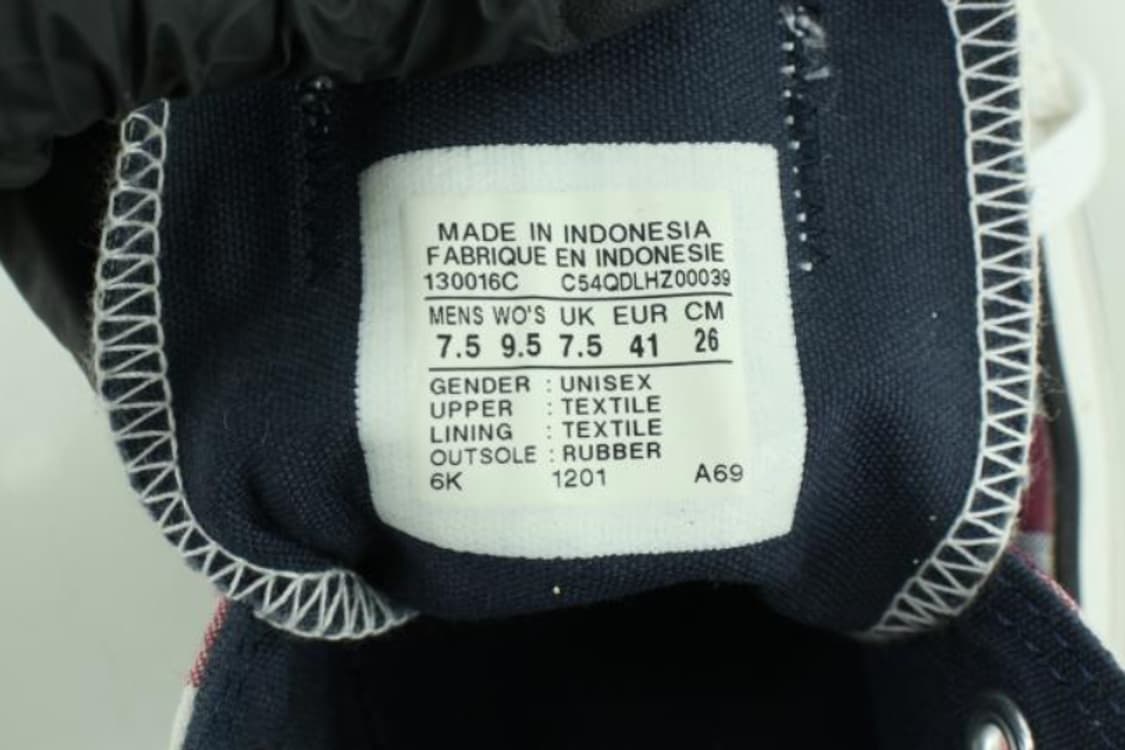 MADE IN INDONESIA
FABRIQUE EN INDONESIE
130016C C54QDLHZ00039
MENS WO'S UK EUR CM
7.5 9.5 7.5 41 26
GENDER : UNISEX
UPPER : TEXTILE
LINING : TEXTILE
OUTSOLE : RUBBER
6K 1201 A69